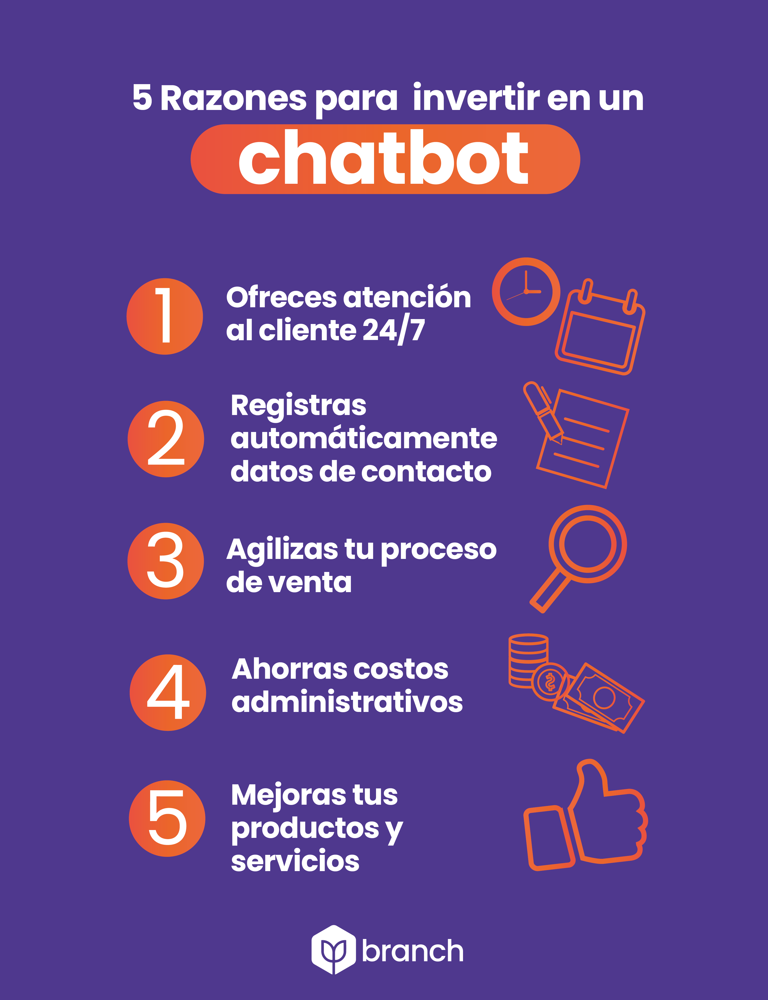 5 Razones para invertir en un
chatbot
1
Ofreces atención
al cliente 24/7
2
Registras
automáticamente
datos de contacto
3
Agilizas tu proceso
de venta
4
Ahorras costos
administrativos
$
5
Mejoras tus
productos y
servicios
branch